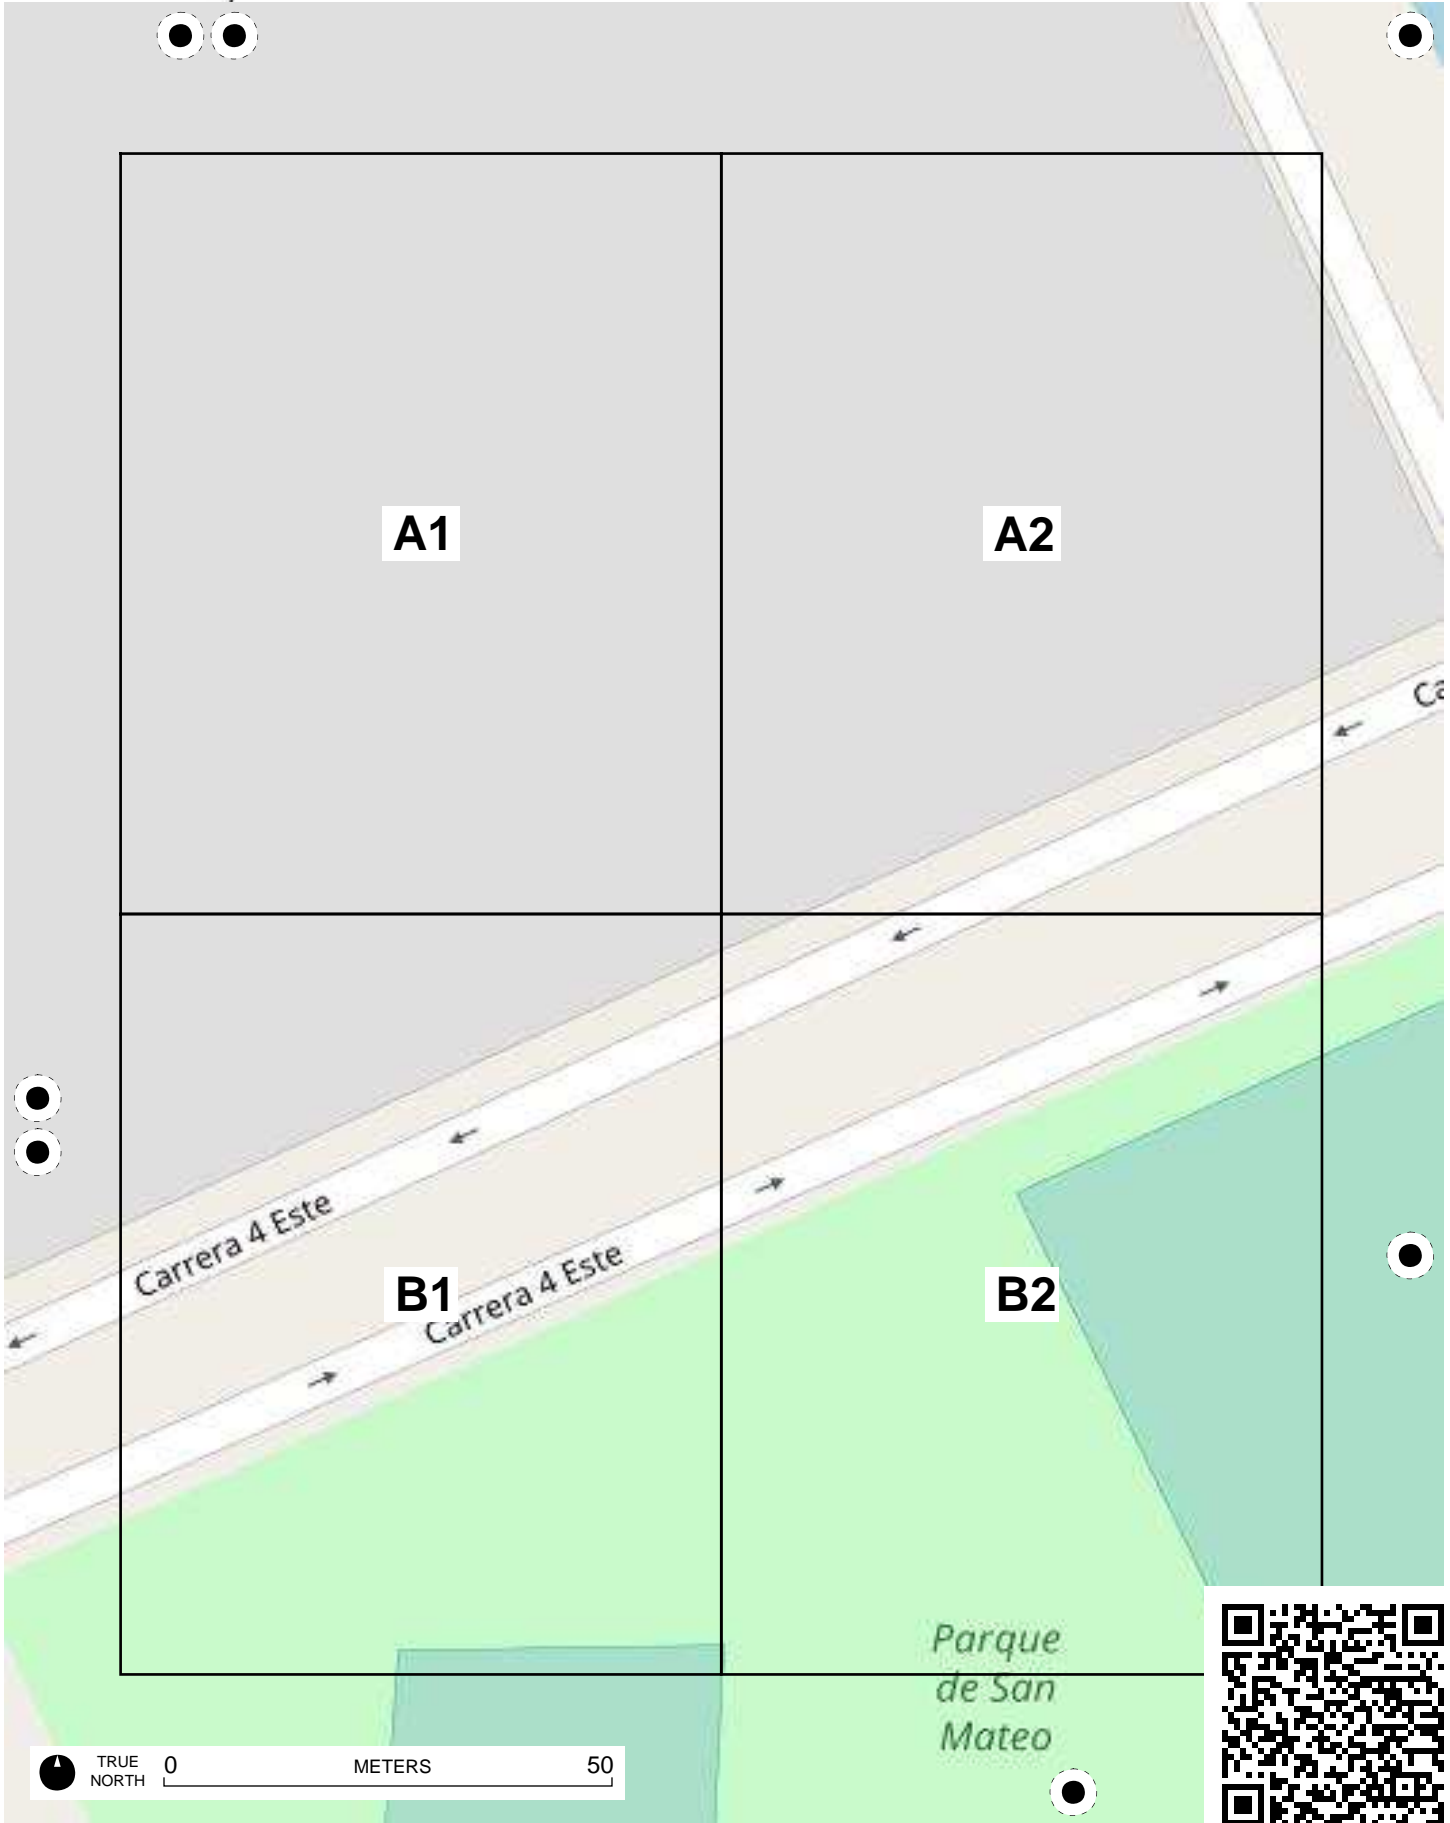 A1
A2
Ca
Carrera 4 Este
B1
Carrera 4 Este
B2
Parque
de San
Mateo
TRUE
NORTH
0 METERS 50